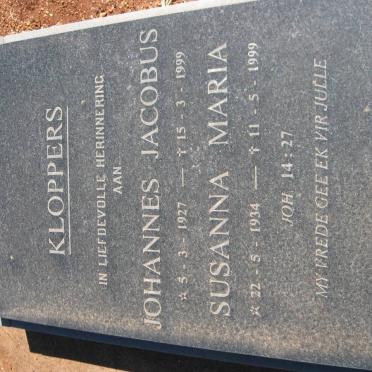 KLOPPERS
IN LIEFDEVOLLE HERINNERING
AAN
JOHANNES JACOBUS
☆ 5 - 3 - 1927 — ✝ 15 - 3 - 1999
SUSANNA MARIA
☆ 22 - 5 - 1934 — ✝ 11 - 5 - 1999
JOH 14 : 27
MY VREDE GEE EK VIR JULLE